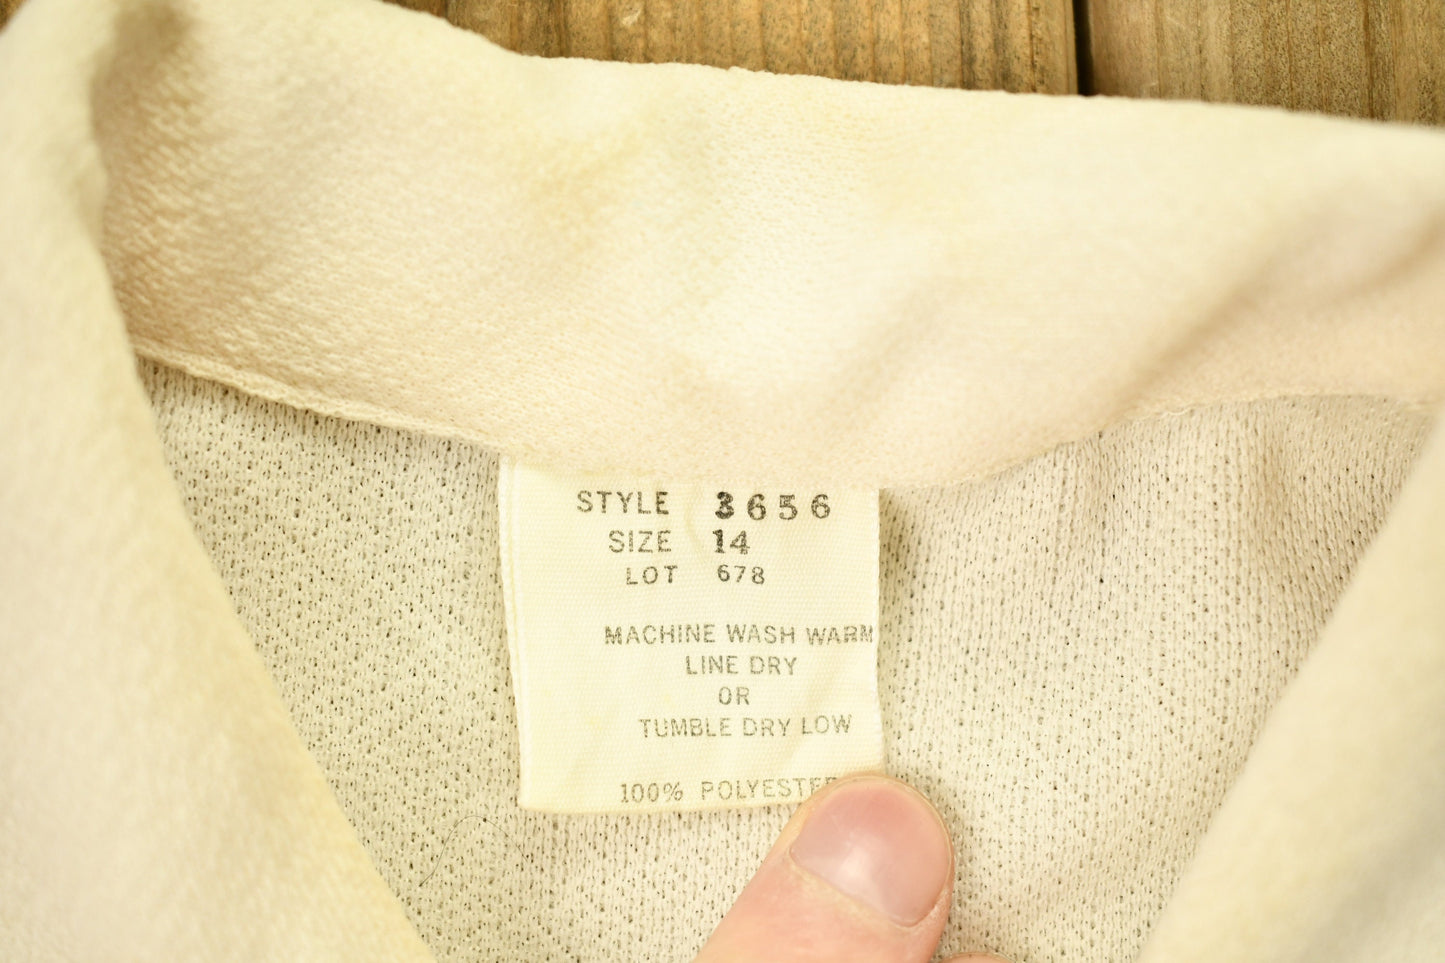 STYLE 3656
SIZE 14
LOT 678
MACHINE WASH WARM
LINE DRY
OR
TUMBLE DRY LOW
100% POLYESTER